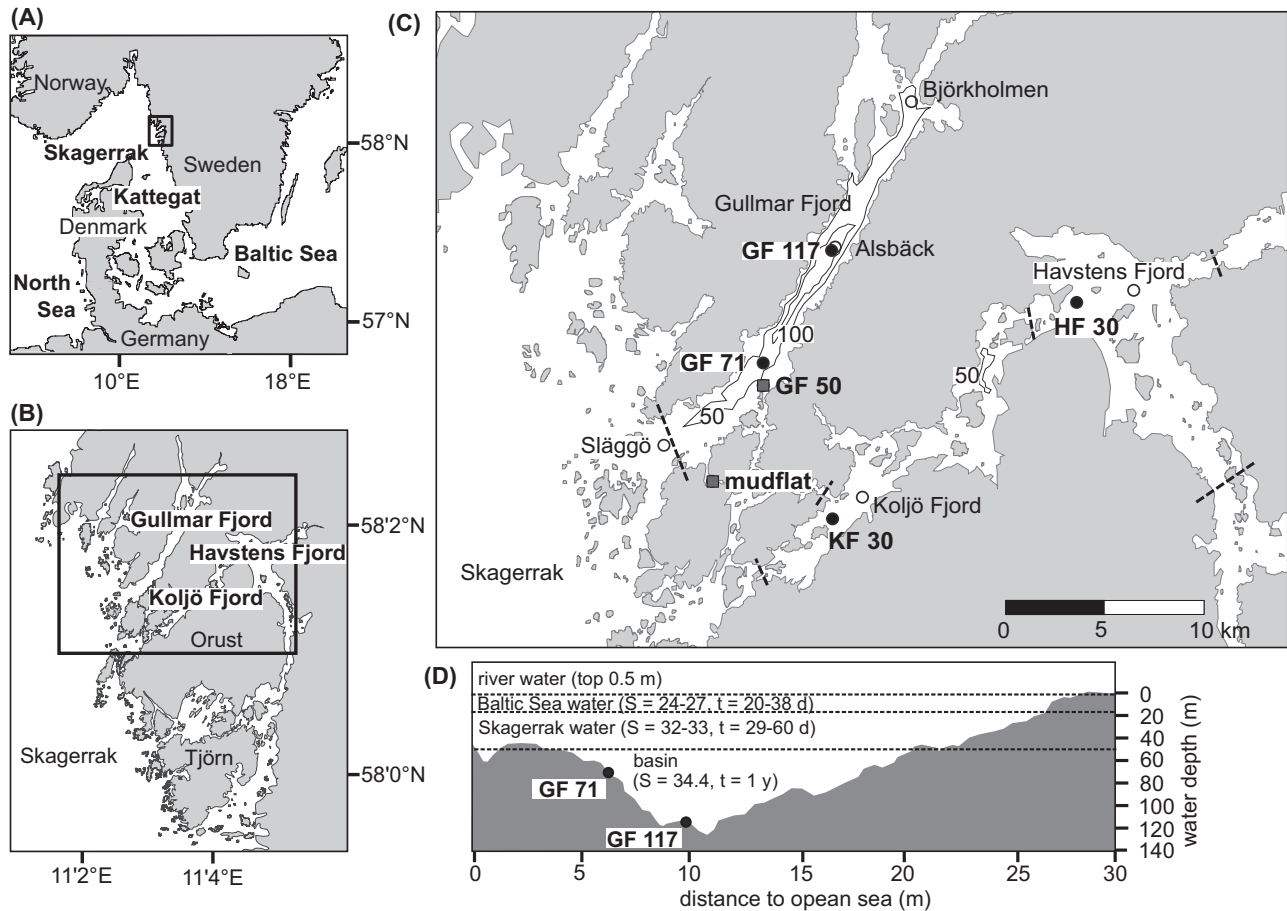 (A)
Norway
Skagerrak
Sweden
Kattegat
Denmark
Baltic Sea
North
Sea
Germany
58°N
57°N
10°E
18°E
(B)
Gullmar Fjord
Havstens Fjord
Koljö Fjord
Orust
Skagerrak
Tjörn
58'2°N
58'0°N
11'2°E
11'4°E
(C)
Björkholmen
Gullmar Fjord
GF 117
Alsbäck
Havstens Fjord
HF 30
100
GF 71
GF 50
50
50
Släggö
mudflat
Koljö Fjord
KF 30
Skagerrak
0 5 10 km
(D)
river water (top 0.5 m)
Baltic Sea water (S = 24-27, t = 20-38 d)
Skagerrak water (S = 32-33, t = 29-60 d)
basin
(S = 34.4, t = 1 y)
GF 71
GF 117
0
20
40
60
80
100
120
140
water depth (m)
0 5 10 15 20 25 30
distance to opean sea (m)